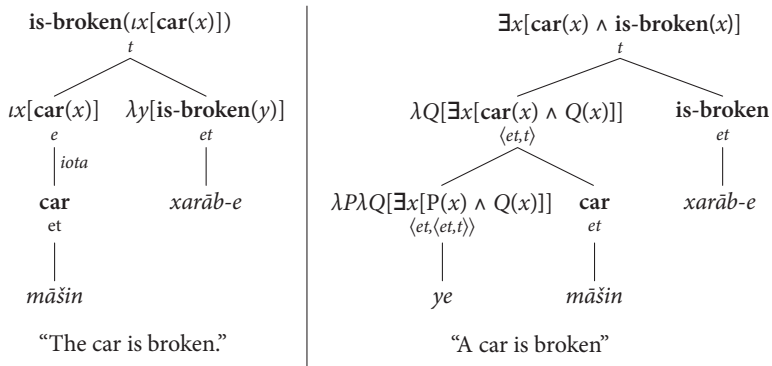 is-broken(ιx[car(x)])
t
ιx[car(x)] λy[is-broken(y)]
e et
iota
car xarāb-e
et
māšin
“The car is broken.”
∃x[car(x) ∧ is-broken(x)]
t
λQ[∃x[car(x) ∧ Q(x)]] is-broken
⟨et,t⟩ et
λPλQ[∃x[P(x) ∧ Q(x)]] car xarāb-e
⟨et,⟨et,t⟩⟩ et
ye māšin
“A car is broken”